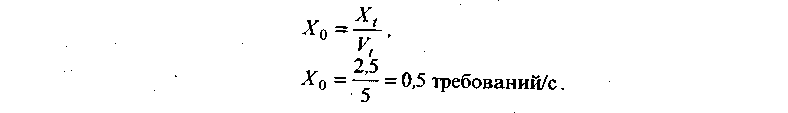 X₀ = Xₜ / Vₜ ,
X₀ = 2,5 / 5 = 0,5 требований/с .